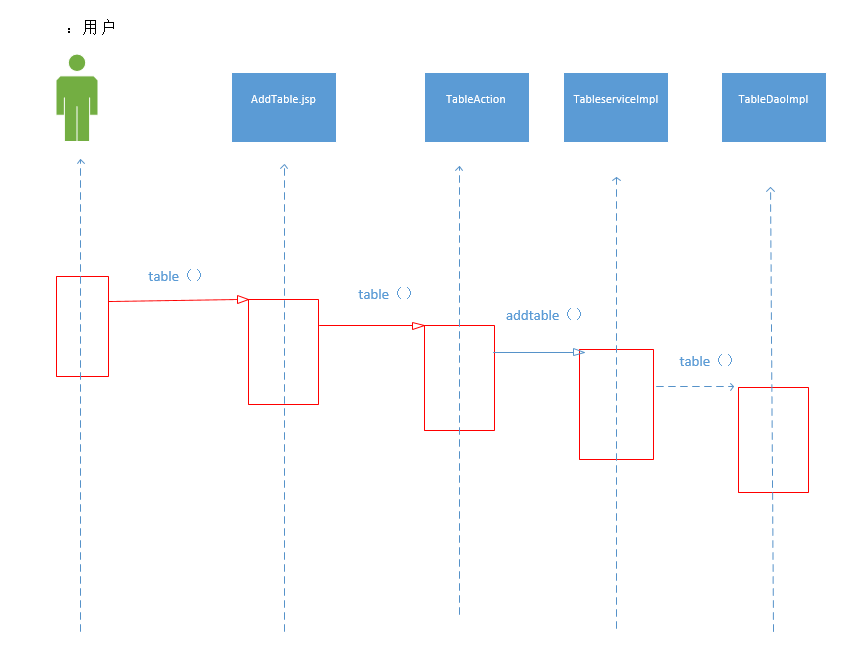 ：用户
AddTable.jsp
TableAction
TableserviceImpl
TableDaoImpl
table（）
table（）
addtable（）
table（）